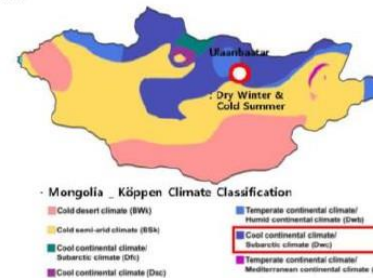 Ulaanbaatar
: Dry Winter &
Cold Summer
· Mongolia _ Köppen Climate Classification
Cold desert climate (BWk)
Cold semi-arid climate (BSk)
Cool continental climate/
Subarctic climate (Dfc)
Cool continental climate (Dsc)
Temperate continental climate/
Humid continental climate (Dwb)
Cool continental climate/
Subarctic climate (Dwc)
Temperate continental climate/
Mediterranean continental climate